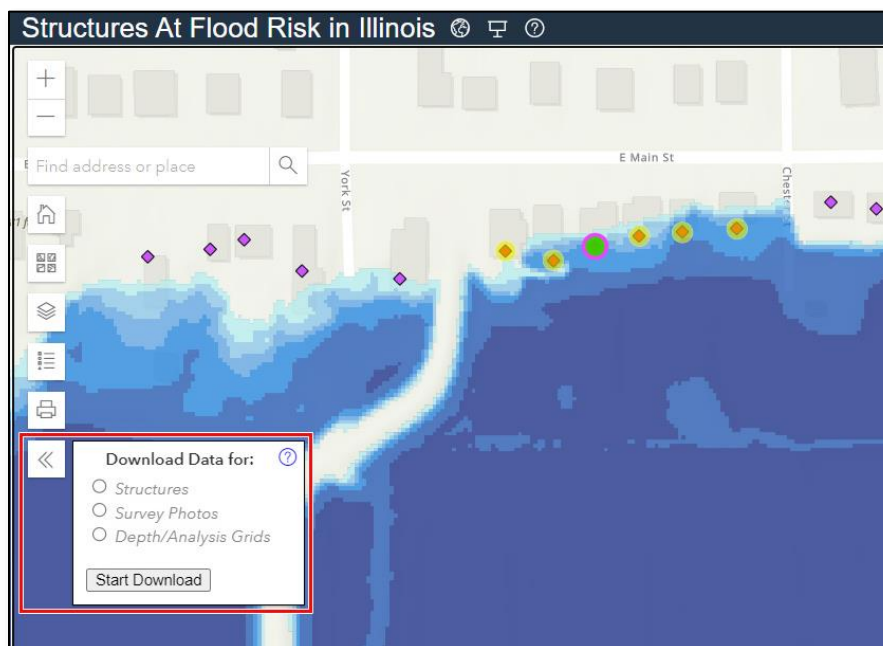 Structures At Flood Risk in Illinois
E Main St
Find address or place
York St
Download Data for:
Structures
Survey Photos
Depth/Analysis Grids
Start Download